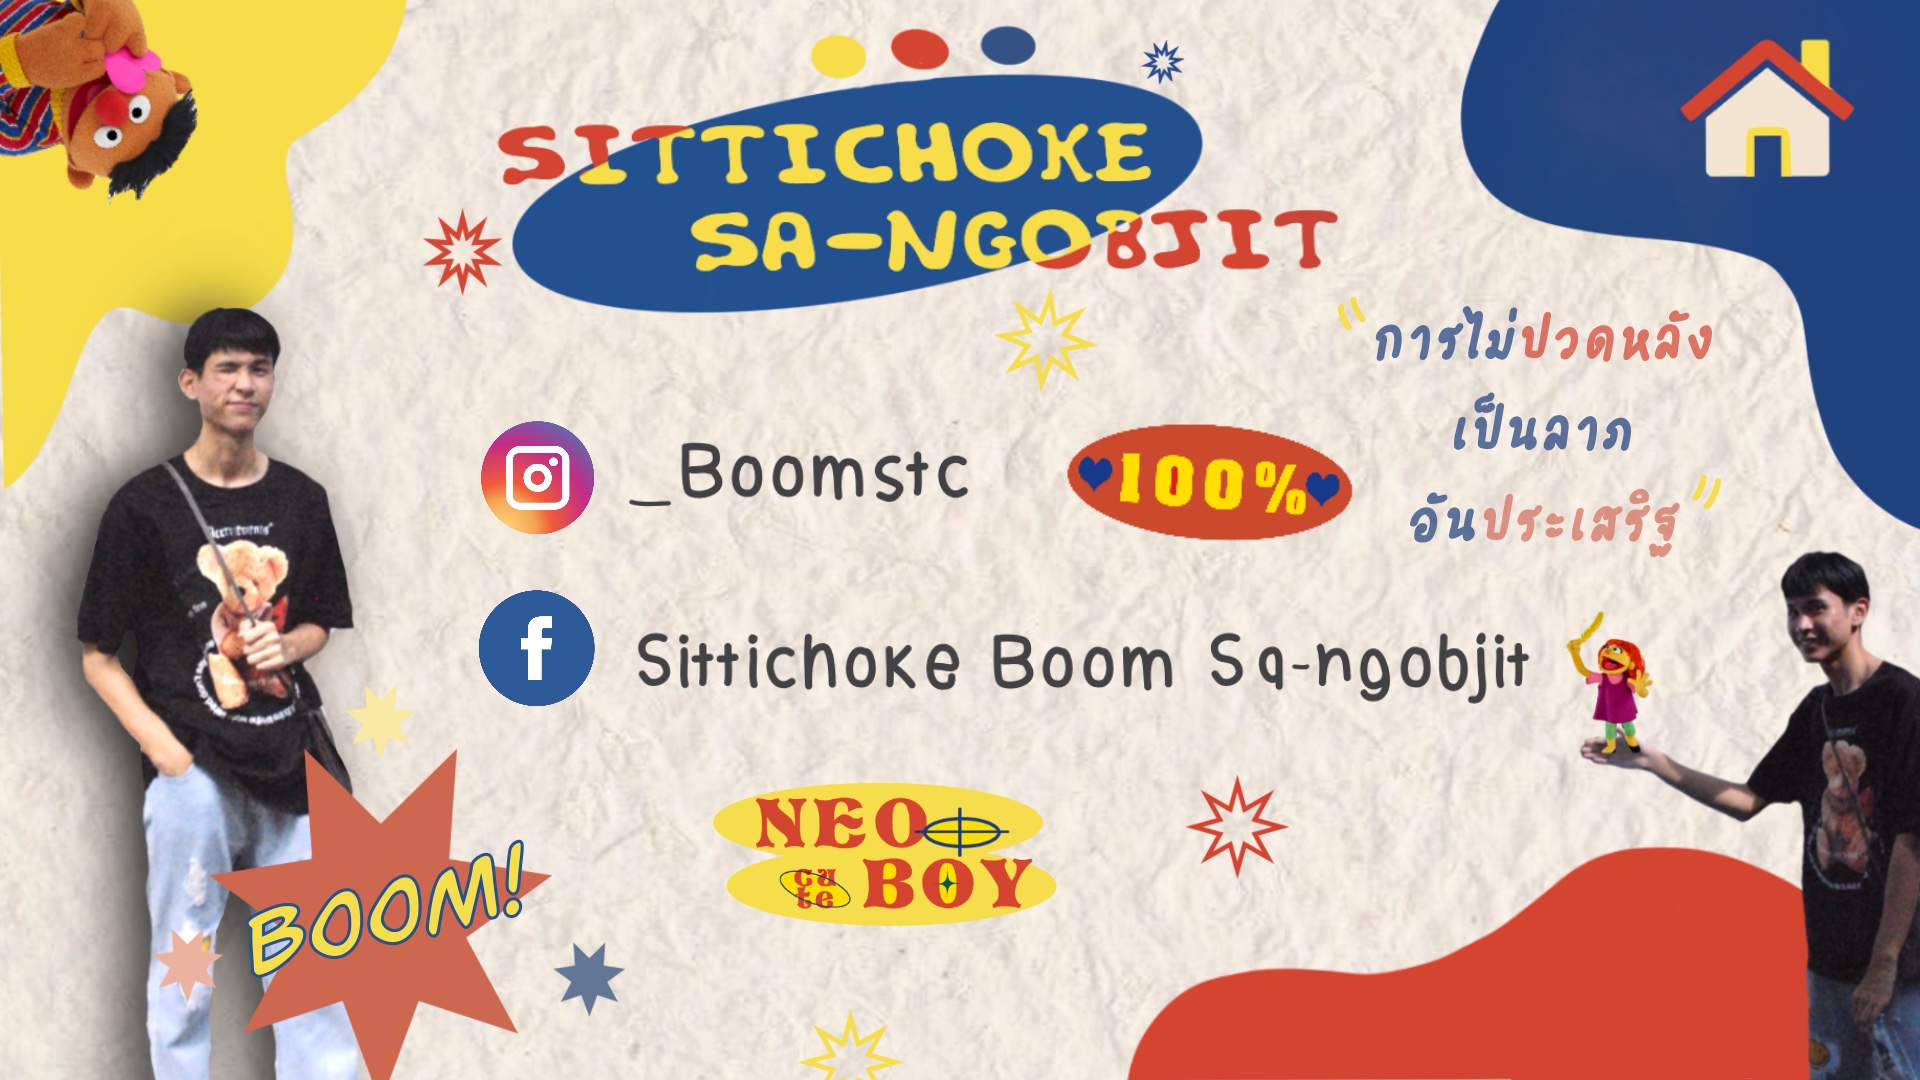 SITTICHOKE
SA-NGOBJIT
"การไม่ปวดหลัง
เป็นลาภ
อันประเสริฐ"
_Boomstc
100%
Sittichoke Boom Sa-ngobjit
NEO
cute BOY
BOOM!